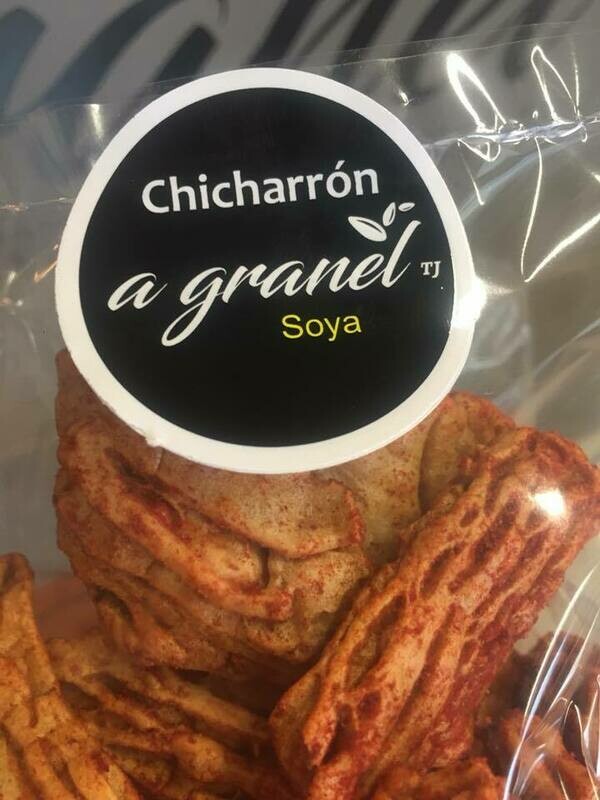 Chicharrón
a granel TJ
Soya